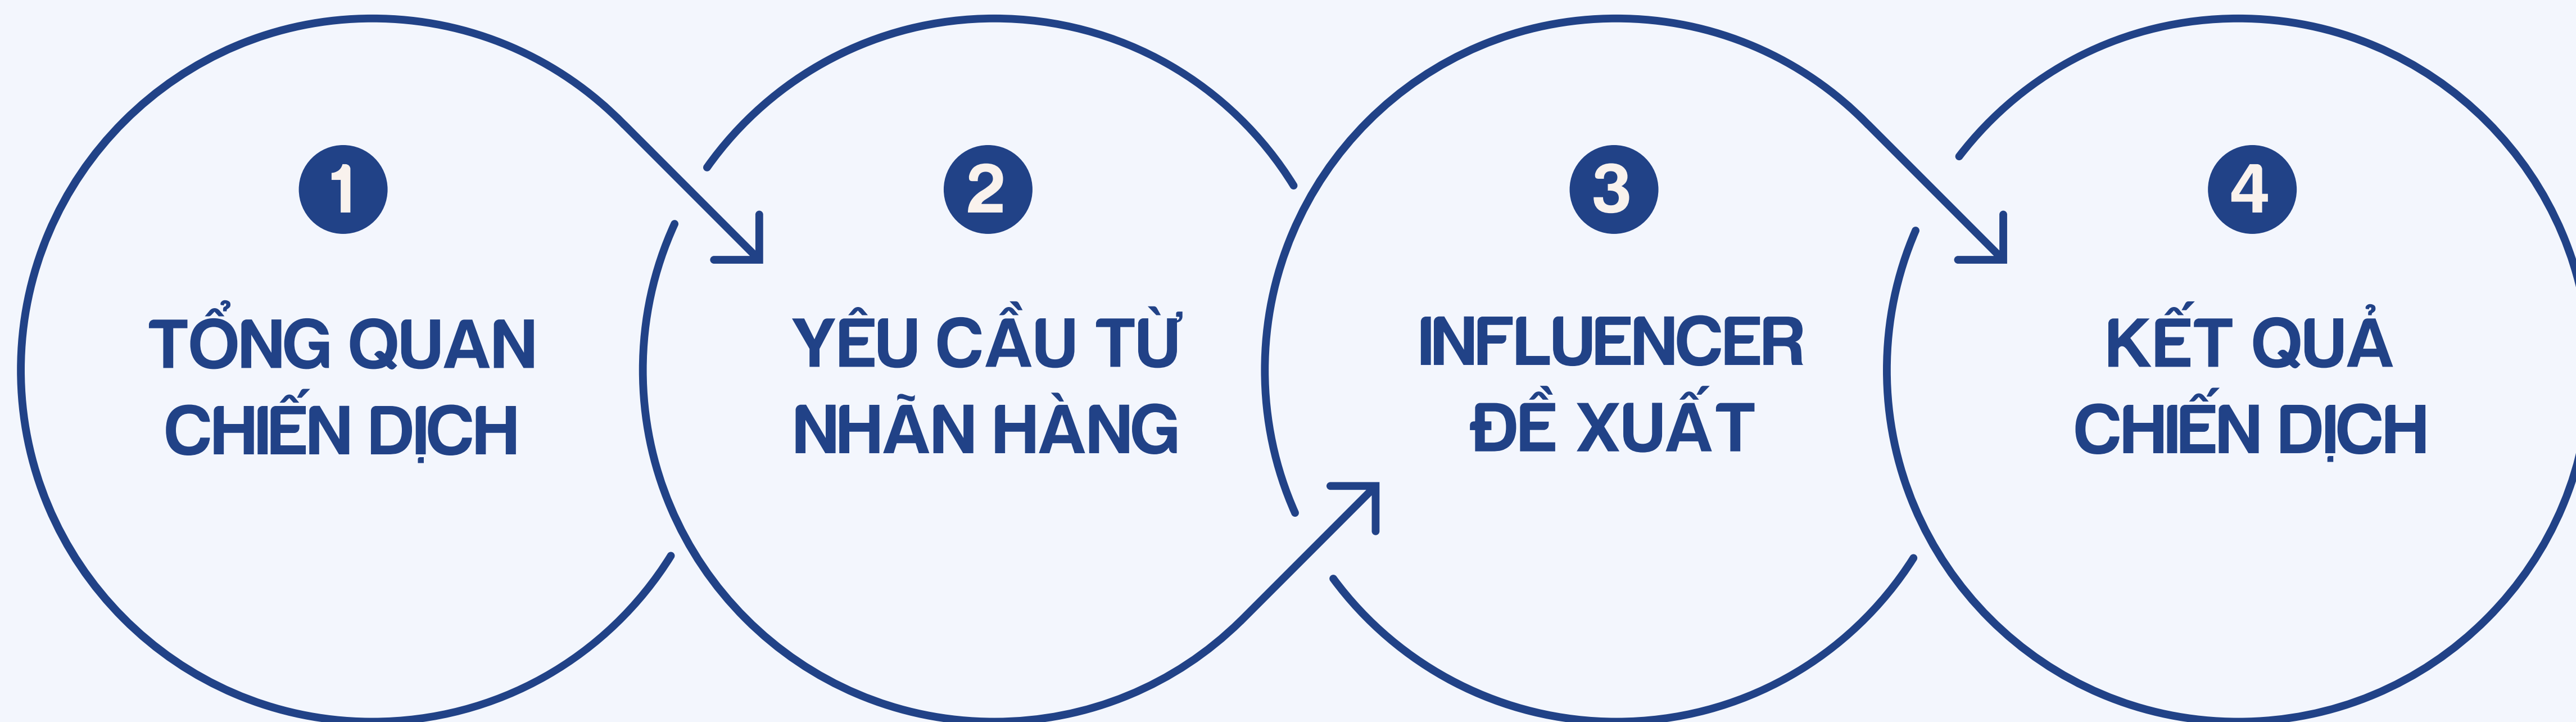 1
TỔNG QUAN
CHIẾN DỊCH
2
YÊU CẦU TỪ
NHÃN HÀNG
3
INFLUENCER
ĐỀ XUẤT
4
KẾT QUẢ
CHIẾN DỊCH